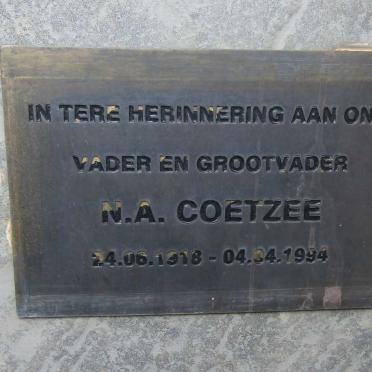 IN TERE HERINNERING AAN ON
VADER EN GROOTVADER
N.A. COETZEE
24.06.1918 - 04.04.1994